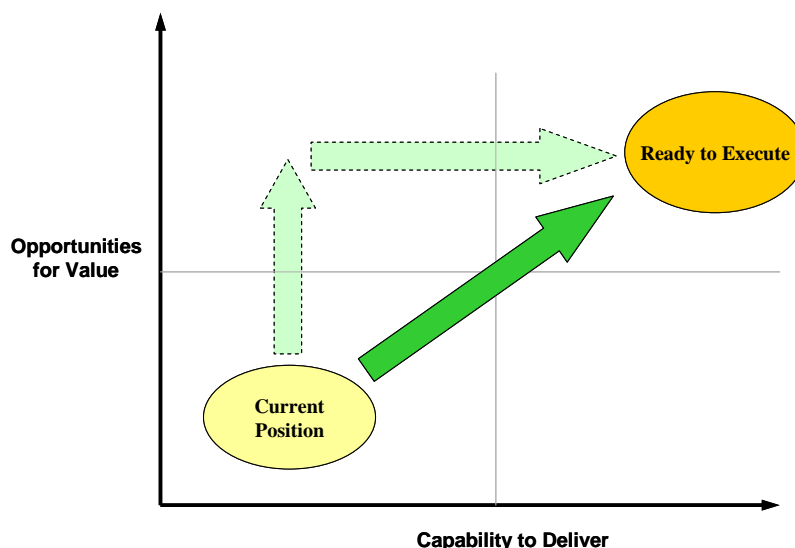 Ready to Execute
Opportunities
for Value
Current
Position
Capability to Deliver